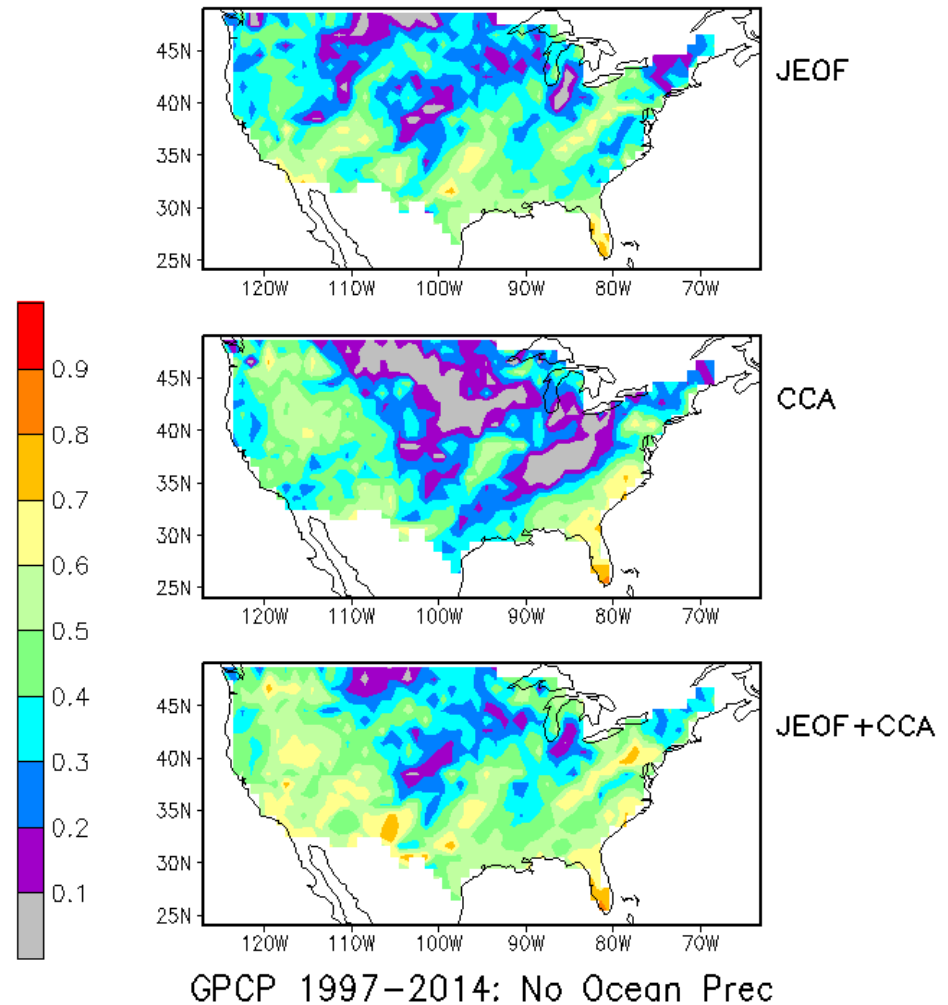 45N
40N
35N
30N
25N
120W 110W 100W 90W 80W 70W
JEOF
0.9
0.8
0.7
0.6
0.5
0.4
0.3
0.2
0.1
45N
40N
35N
30N
25N
120W 110W 100W 90W 80W 70W
CCA
45N
40N
35N
30N
25N
120W 110W 100W 90W 80W 70W
JEOF+CCA
GPCP 1997-2014: No Ocean Prec